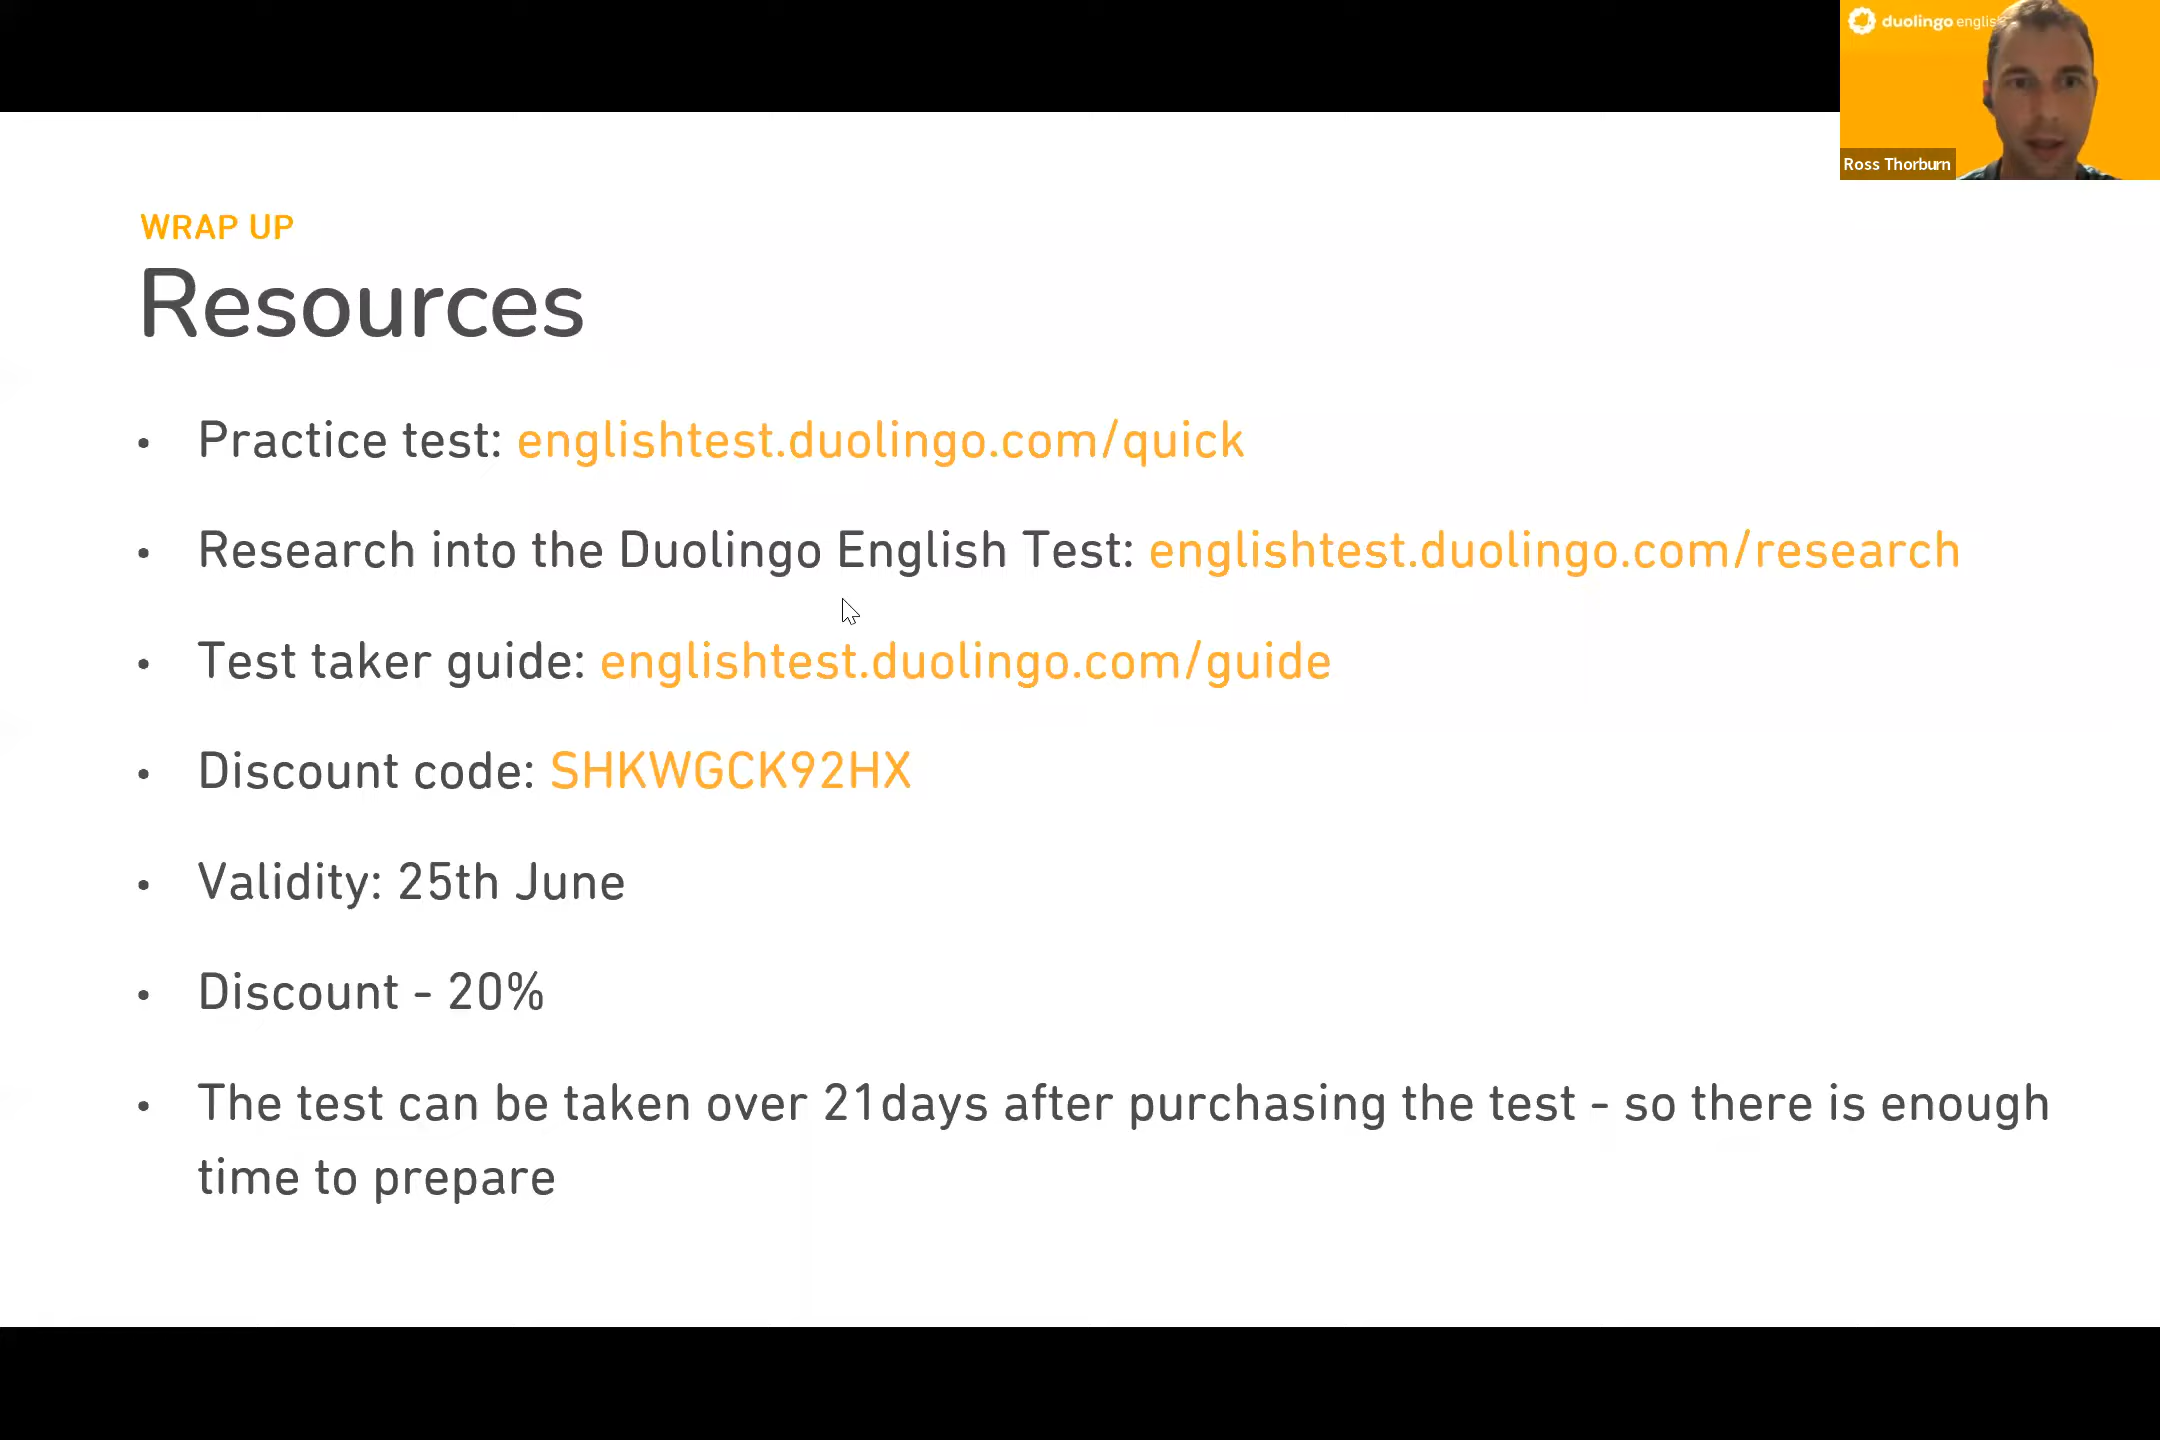 duolingo englis
Ross Thorburn
WRAP UP
Resources
• Practice test: englishtest.duolingo.com/quick
• Research into the Duolingo English Test: englishtest.duolingo.com/research
• Test taker guide: englishtest.duolingo.com/guide
• Discount code: SHKWGCK92HX
• Validity: 25th June
• Discount - 20%
• The test can be taken over 21days after purchasing the test - so there is enough
time to prepare